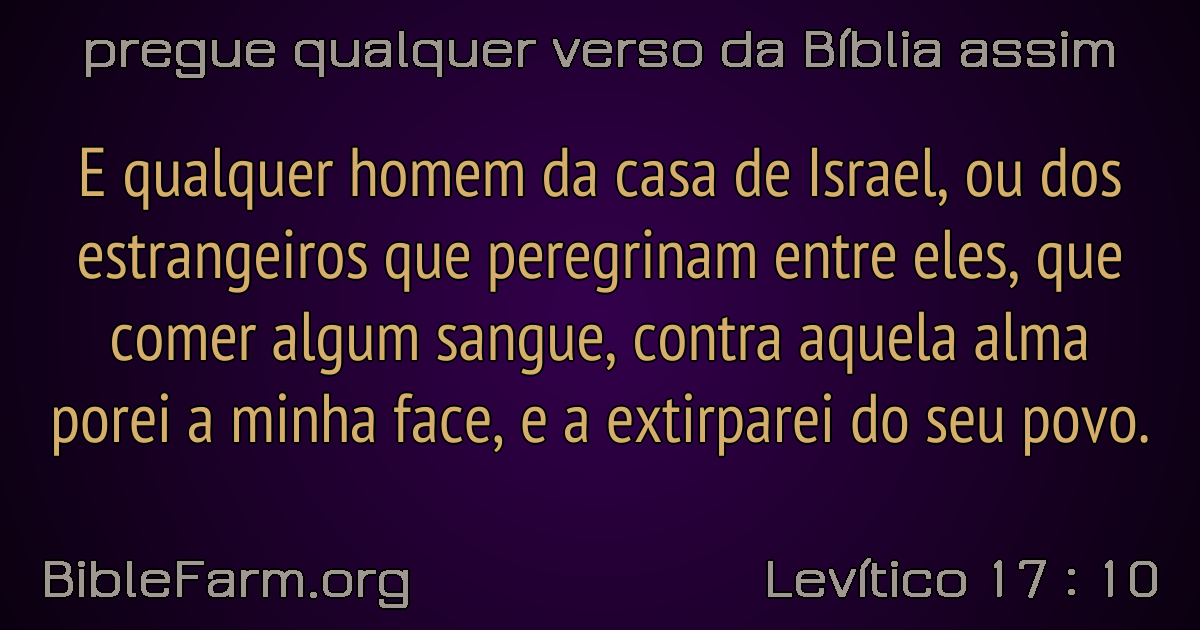 pregue qualquer verso da Bíblia assim
E qualquer homem da casa de Israel, ou dos
estrangeiros que peregrinam entre eles, que
comer algum sangue, contra aquela alma
porei a minha face, e a extirparei do seu povo.
BibleFarm.org
Levítico 17 : 10